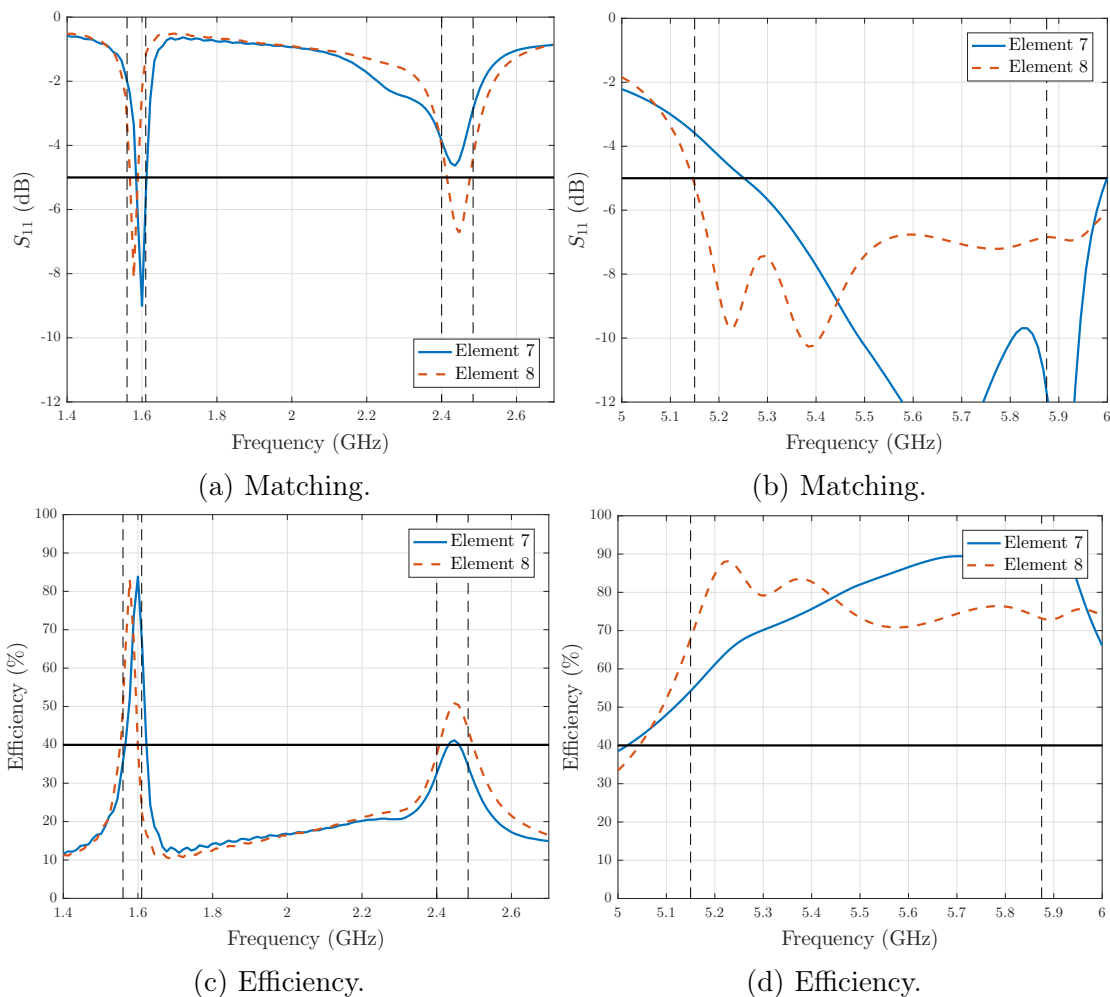 0
-2
-4
-6
-8
-10
-12
S11 (dB)
Element 7
Element 8
1.4 1.6 1.8 2 2.2 2.4 2.6
Frequency (GHz)
(a) Matching.
0
-2
-4
-6
-8
-10
-12
S11 (dB)
Element 7
Element 8
5 5.1 5.2 5.3 5.4 5.5 5.6 5.7 5.8 5.9 6
Frequency (GHz)
(b) Matching.
100
90
80
70
60
50
40
30
20
10
0
Efficiency (%)
Element 7
Element 8
1.4 1.6 1.8 2 2.2 2.4 2.6
Frequency (GHz)
(c) Efficiency.
100
90
80
70
60
50
40
30
20
10
0
Efficiency (%)
Element 7
Element 8
5 5.1 5.2 5.3 5.4 5.5 5.6 5.7 5.8 5.9 6
Frequency (GHz)
(d) Efficiency.